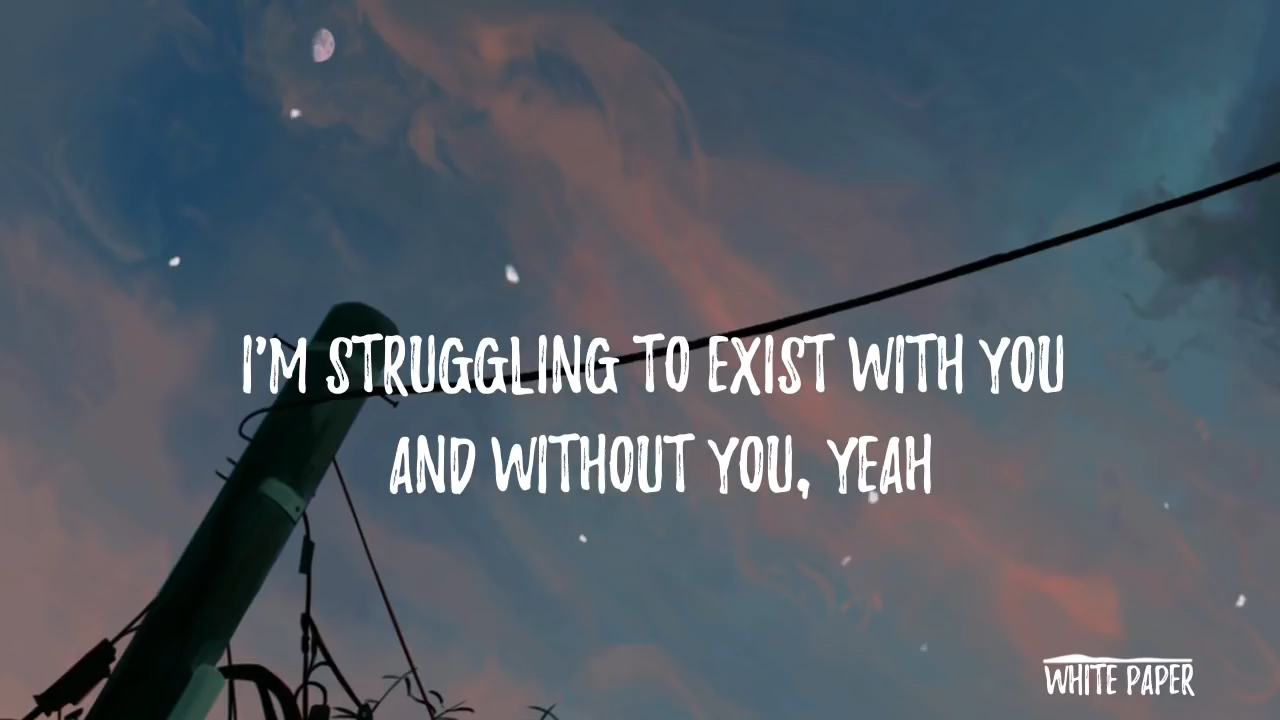 I'M STRUGGLING TO EXIST WITH YOU
AND WITHOUT YOU, YEAH
WHITE PAPER